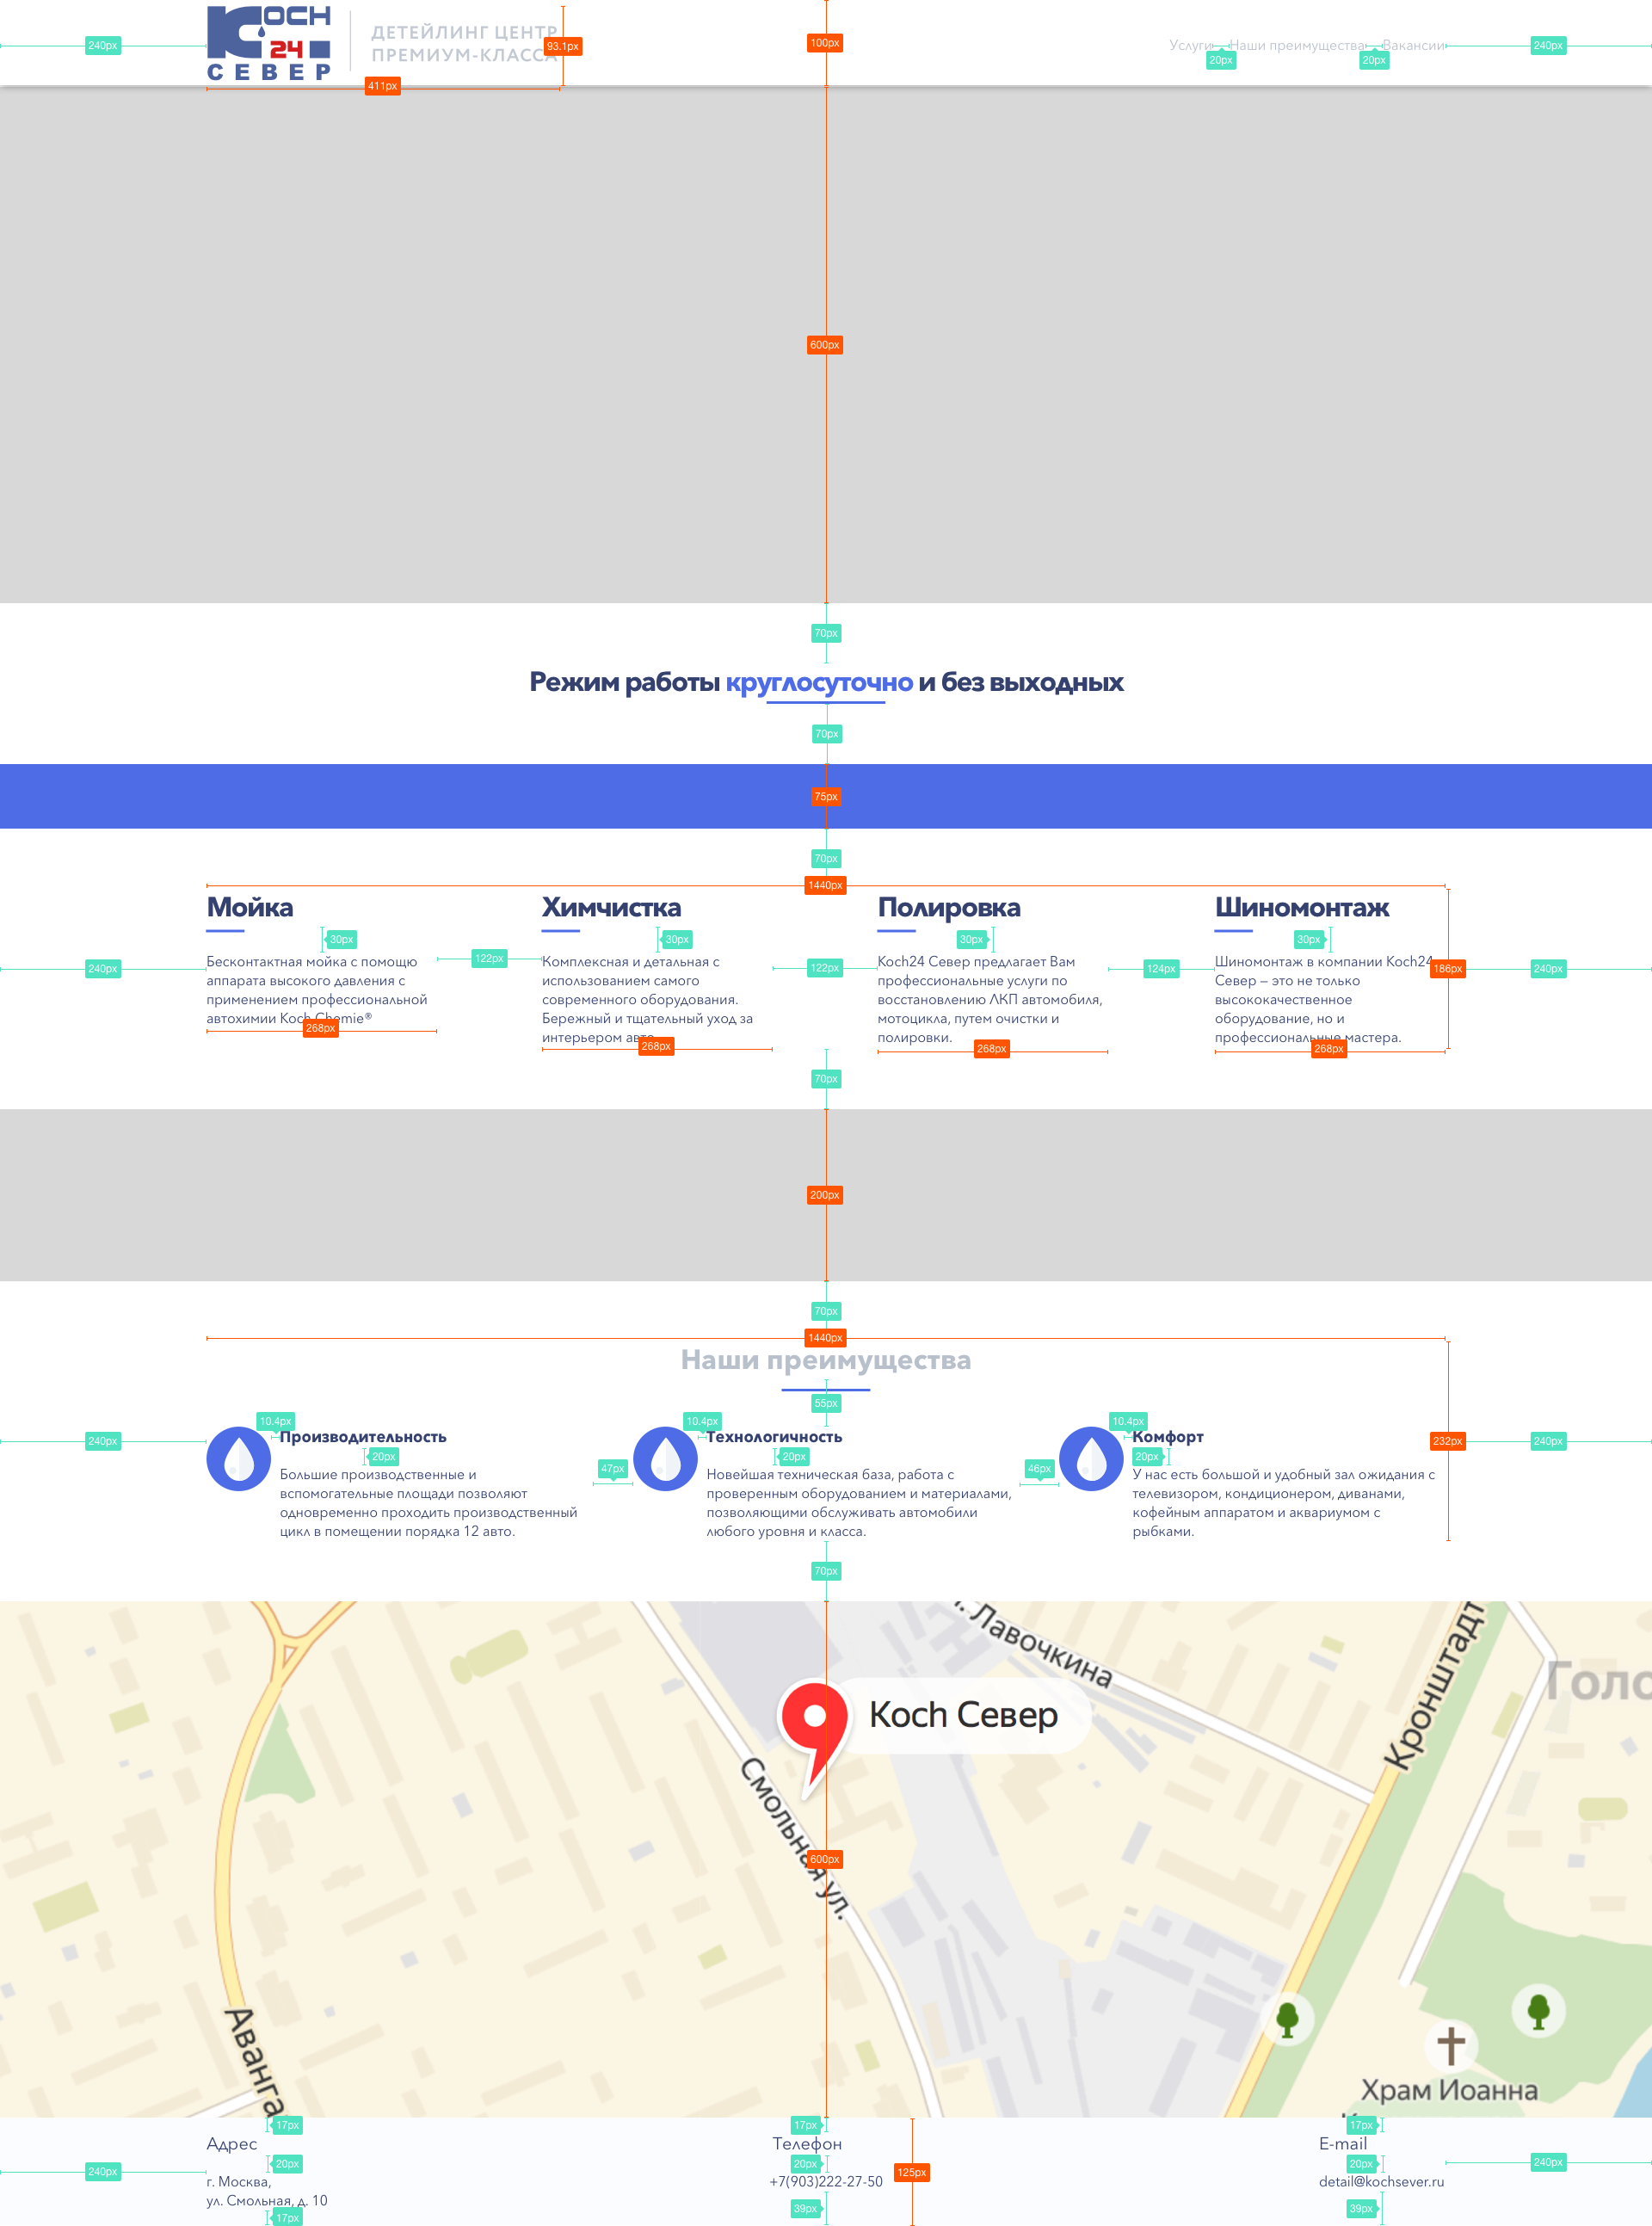 КОСН
24
СЕВЕР
ДЕТЕЙЛИНГ ЦЕНТР
ПРЕМИУМ-КЛАССА
93.1px
240px
411px
100px
Услуги
Наши преимущества
Вакансии
20px
20px
240px
600px
70px
Режим работы круглосуточно и без выходных
70px
75px
70px
1440px
Мойка
30px
Бесконтактная мойка с помощю
аппарата высокого давления с
применением профессиональной
автохимии Koch Chemie®
240px
268px
122px
Химчистка
30px
Комплексная и детальная с
использованием самого
современного оборудования.
Бережный и тщательный уход за
интерьером авто.
268px
122px
Полировка
30px
Koch24 Север предлагает Вам
профессиональные услуги по
восстановлению ЛКП автомобиля,
мотоцикла, путем очистки и
полировки.
268px
124px
Шиномонтаж
30px
Шиномонтаж в компании Koch24
Север – это не только
высококачественное
оборудование, но и
профессиональные мастера.
268px
186px
240px
70px
200px
70px
1440px
Наши преимущества
55px
240px
10.4px
Производительность
20px
Большие производственные и
вспомогательные площади позволяют
одновременно проходить производственный
цикл в помещении порядка 12 авто.
47px
10.4px
Технологичность
20px
Новейшая техническая база, работа с
проверенным оборудованием и материалами,
позволяющими обслуживать автомобили
любого уровня и класса.
46px
10.4px
Комфорт
20px
У нас есть большой и удобный зал ожидания с
телевизором, кондиционером, диванами,
кофейным аппаратом и аквариумом с
рыбками.
232px
240px
70px
Лавочкина
Кронштадт
Голо
Koch Север
Смольная ул.
600px
Аванга
Храм Иоанна
17px
Адрес
20px
г. Москва,
ул. Смольная, д. 10
17px
240px
17px
Телефон
20px
+7(903)222-27-50
39px
125px
17px
E-mail
20px
detail@kochsever.ru
39px
240px